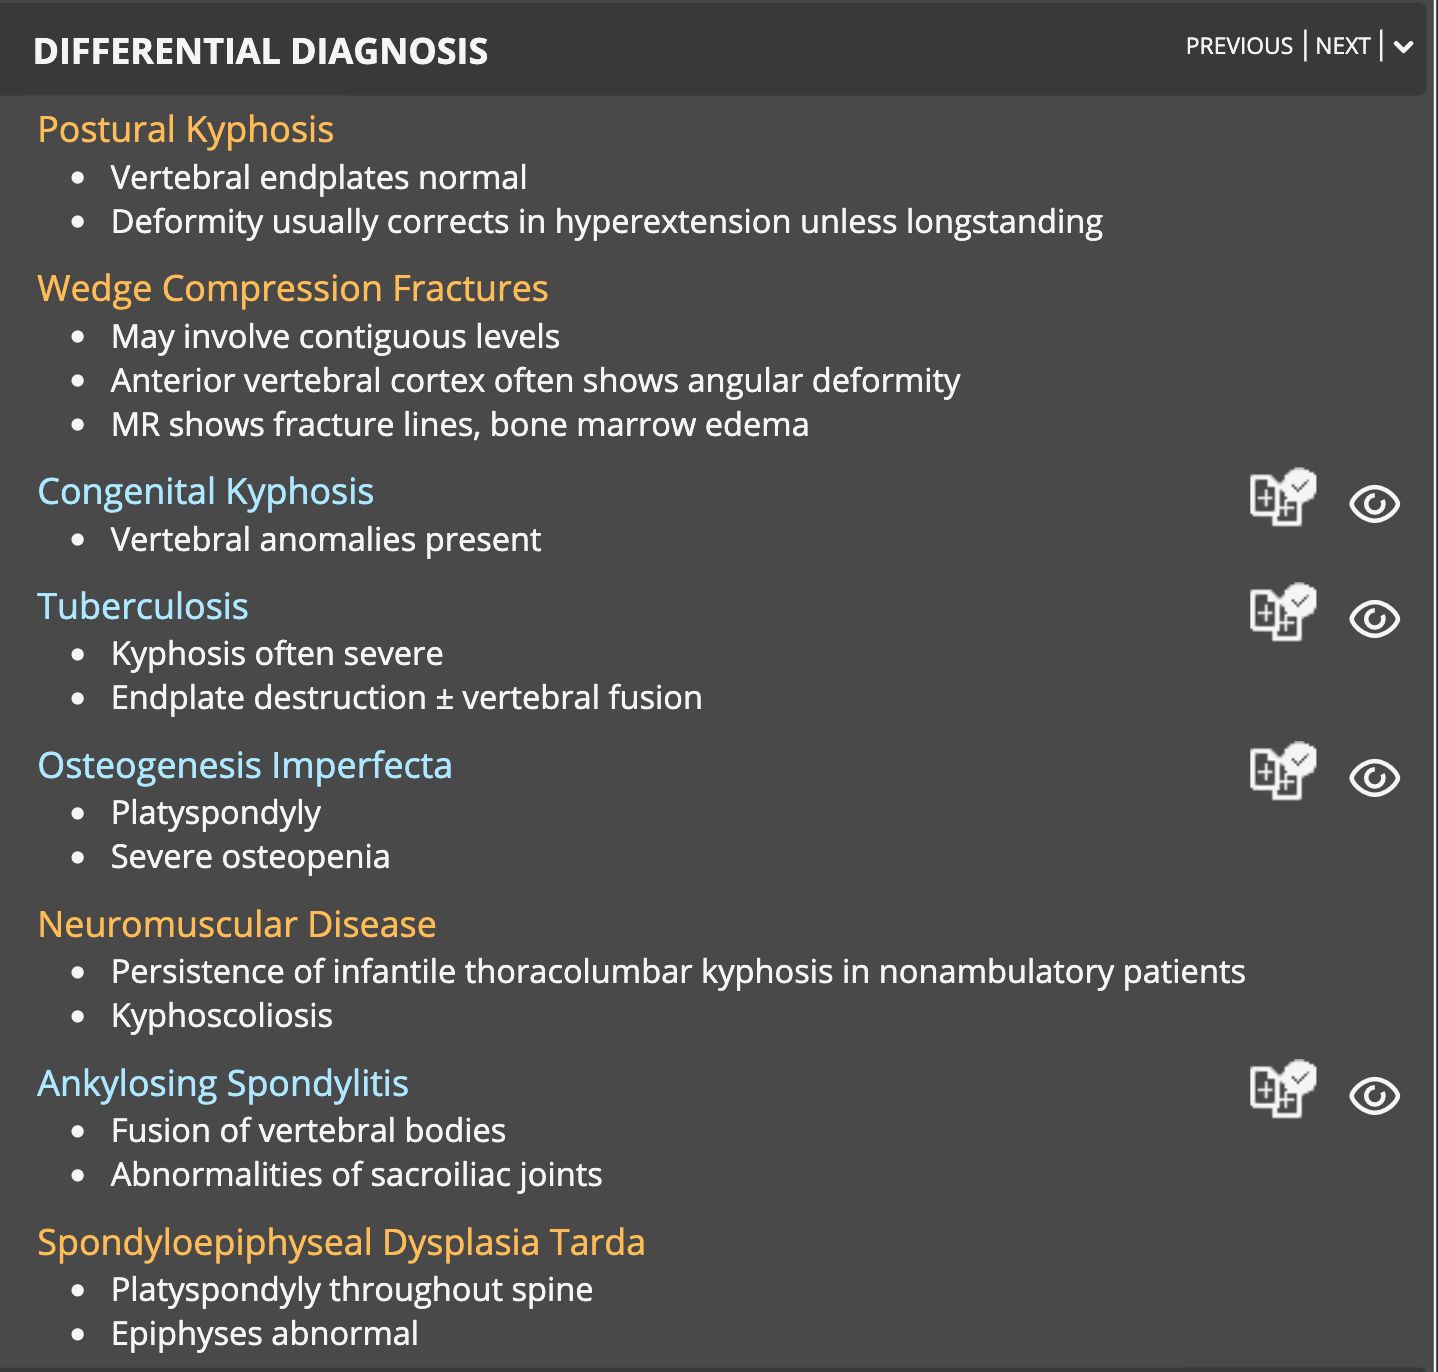 DIFFERENTIAL DIAGNOSIS
PREVIOUS | NEXT |
Postural Kyphosis
• Vertebral endplates normal
• Deformity usually corrects in hyperextension unless longstanding
Wedge Compression Fractures
• May involve contiguous levels
• Anterior vertebral cortex often shows angular deformity
• MR shows fracture lines, bone marrow edema
Congenital Kyphosis
• Vertebral anomalies present
Tuberculosis
• Kyphosis often severe
• Endplate destruction ± vertebral fusion
Osteogenesis Imperfecta
• Platyspondyly
• Severe osteopenia
Neuromuscular Disease
• Persistence of infantile thoracolumbar kyphosis in nonambulatory patients
• Kyphoscoliosis
Ankylosing Spondylitis
• Fusion of vertebral bodies
• Abnormalities of sacroiliac joints
Spondyloepiphyseal Dysplasia Tarda
• Platyspondyly throughout spine
• Epiphyses abnormal